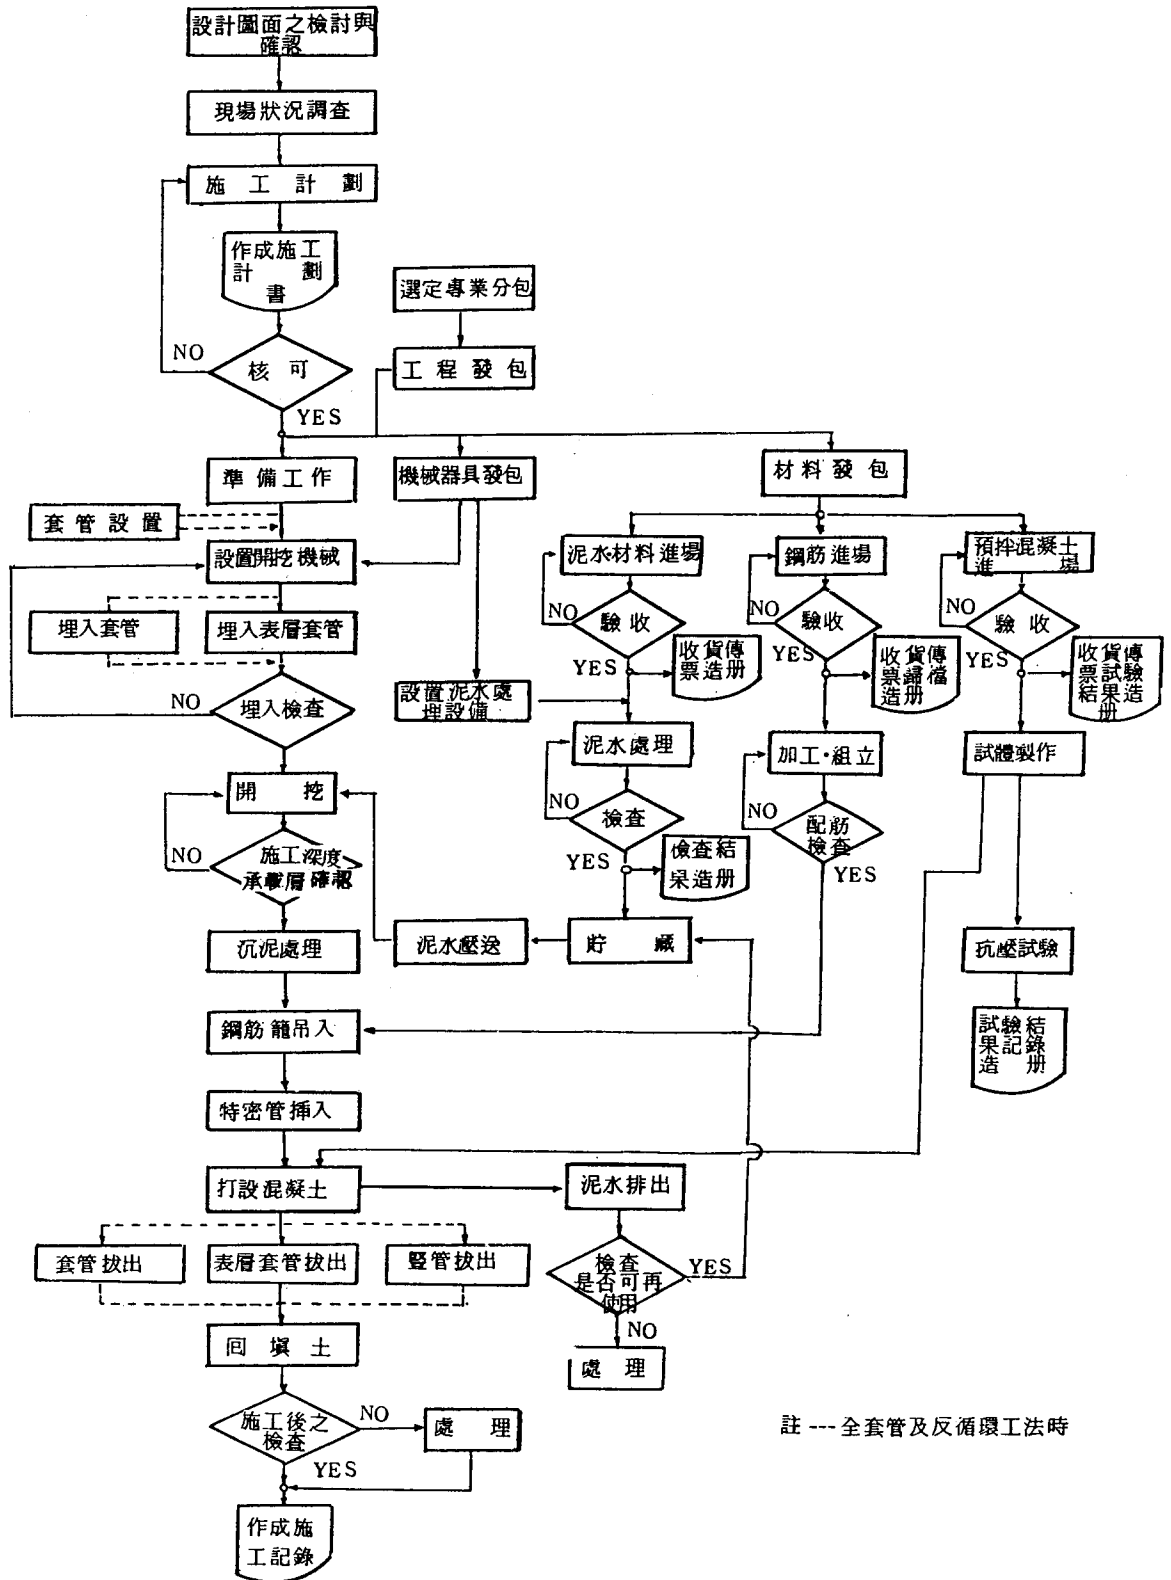 設計圖面之檢討與
確認
現場狀況調查
施工計劃
作成施工
計劃
書
選定專業分包
NO
核可
工程發包
YES
準備工作
機械器具發包
材料發包
套管設置
設置開挖機械
泥水材料進場
鋼筋進場
預拌混凝土
進場
埋入套管
埋入表層套管
NO
驗收
NO
驗收
NO
驗收
YES
收貨傳
票造册
YES
收貨傳
票歸檔
造册
YES
收貨傳
票試驗
結果造
册
NO
埋入檢查
設置泥水處
理設備
泥水處理
加工·組立
試體製作
開挖
NO
檢查
NO
配筋
檢查
NO
施工深度
承載層確認
YES
檢查結
果造册
YES
沉泥處理
泥水壓送
貯藏
抗壓試驗
鋼筋籠吊入
試驗結
果記錄
造册
特密管插入
打設混凝土
泥水排出
套管拔出
表層套管拔出
豎管拔出
檢查
是否可再
使用
YES
NO
回填土
處理
施工後之
檢查
NO
處理
YES
註 --- 全套管及反循環工法時
作成施
工記錄